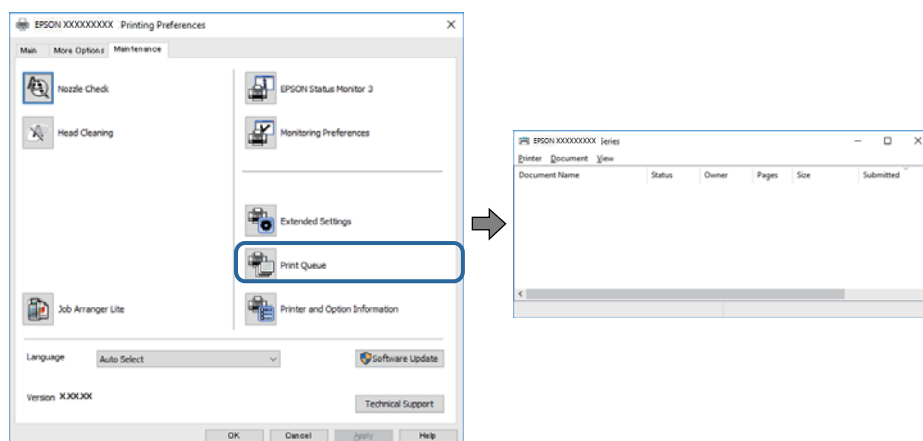 EPSON XXXXXXXXX Printing Preferences
Main More Options Maintenance
Nozzle Check
EPSON Status Monitor 3
Head Cleaning
Monitoring Preferences
Extended Settings
Print Queue
Job Arranger Lite
Printer and Option Information
Language Auto Select Software Update
Version X.XX.XX
Technical Support
OK Cancel Apply Help
EPSON XXXXXXXXX Series
Printer Document View
Document Name Status Owner Pages Size Submitted